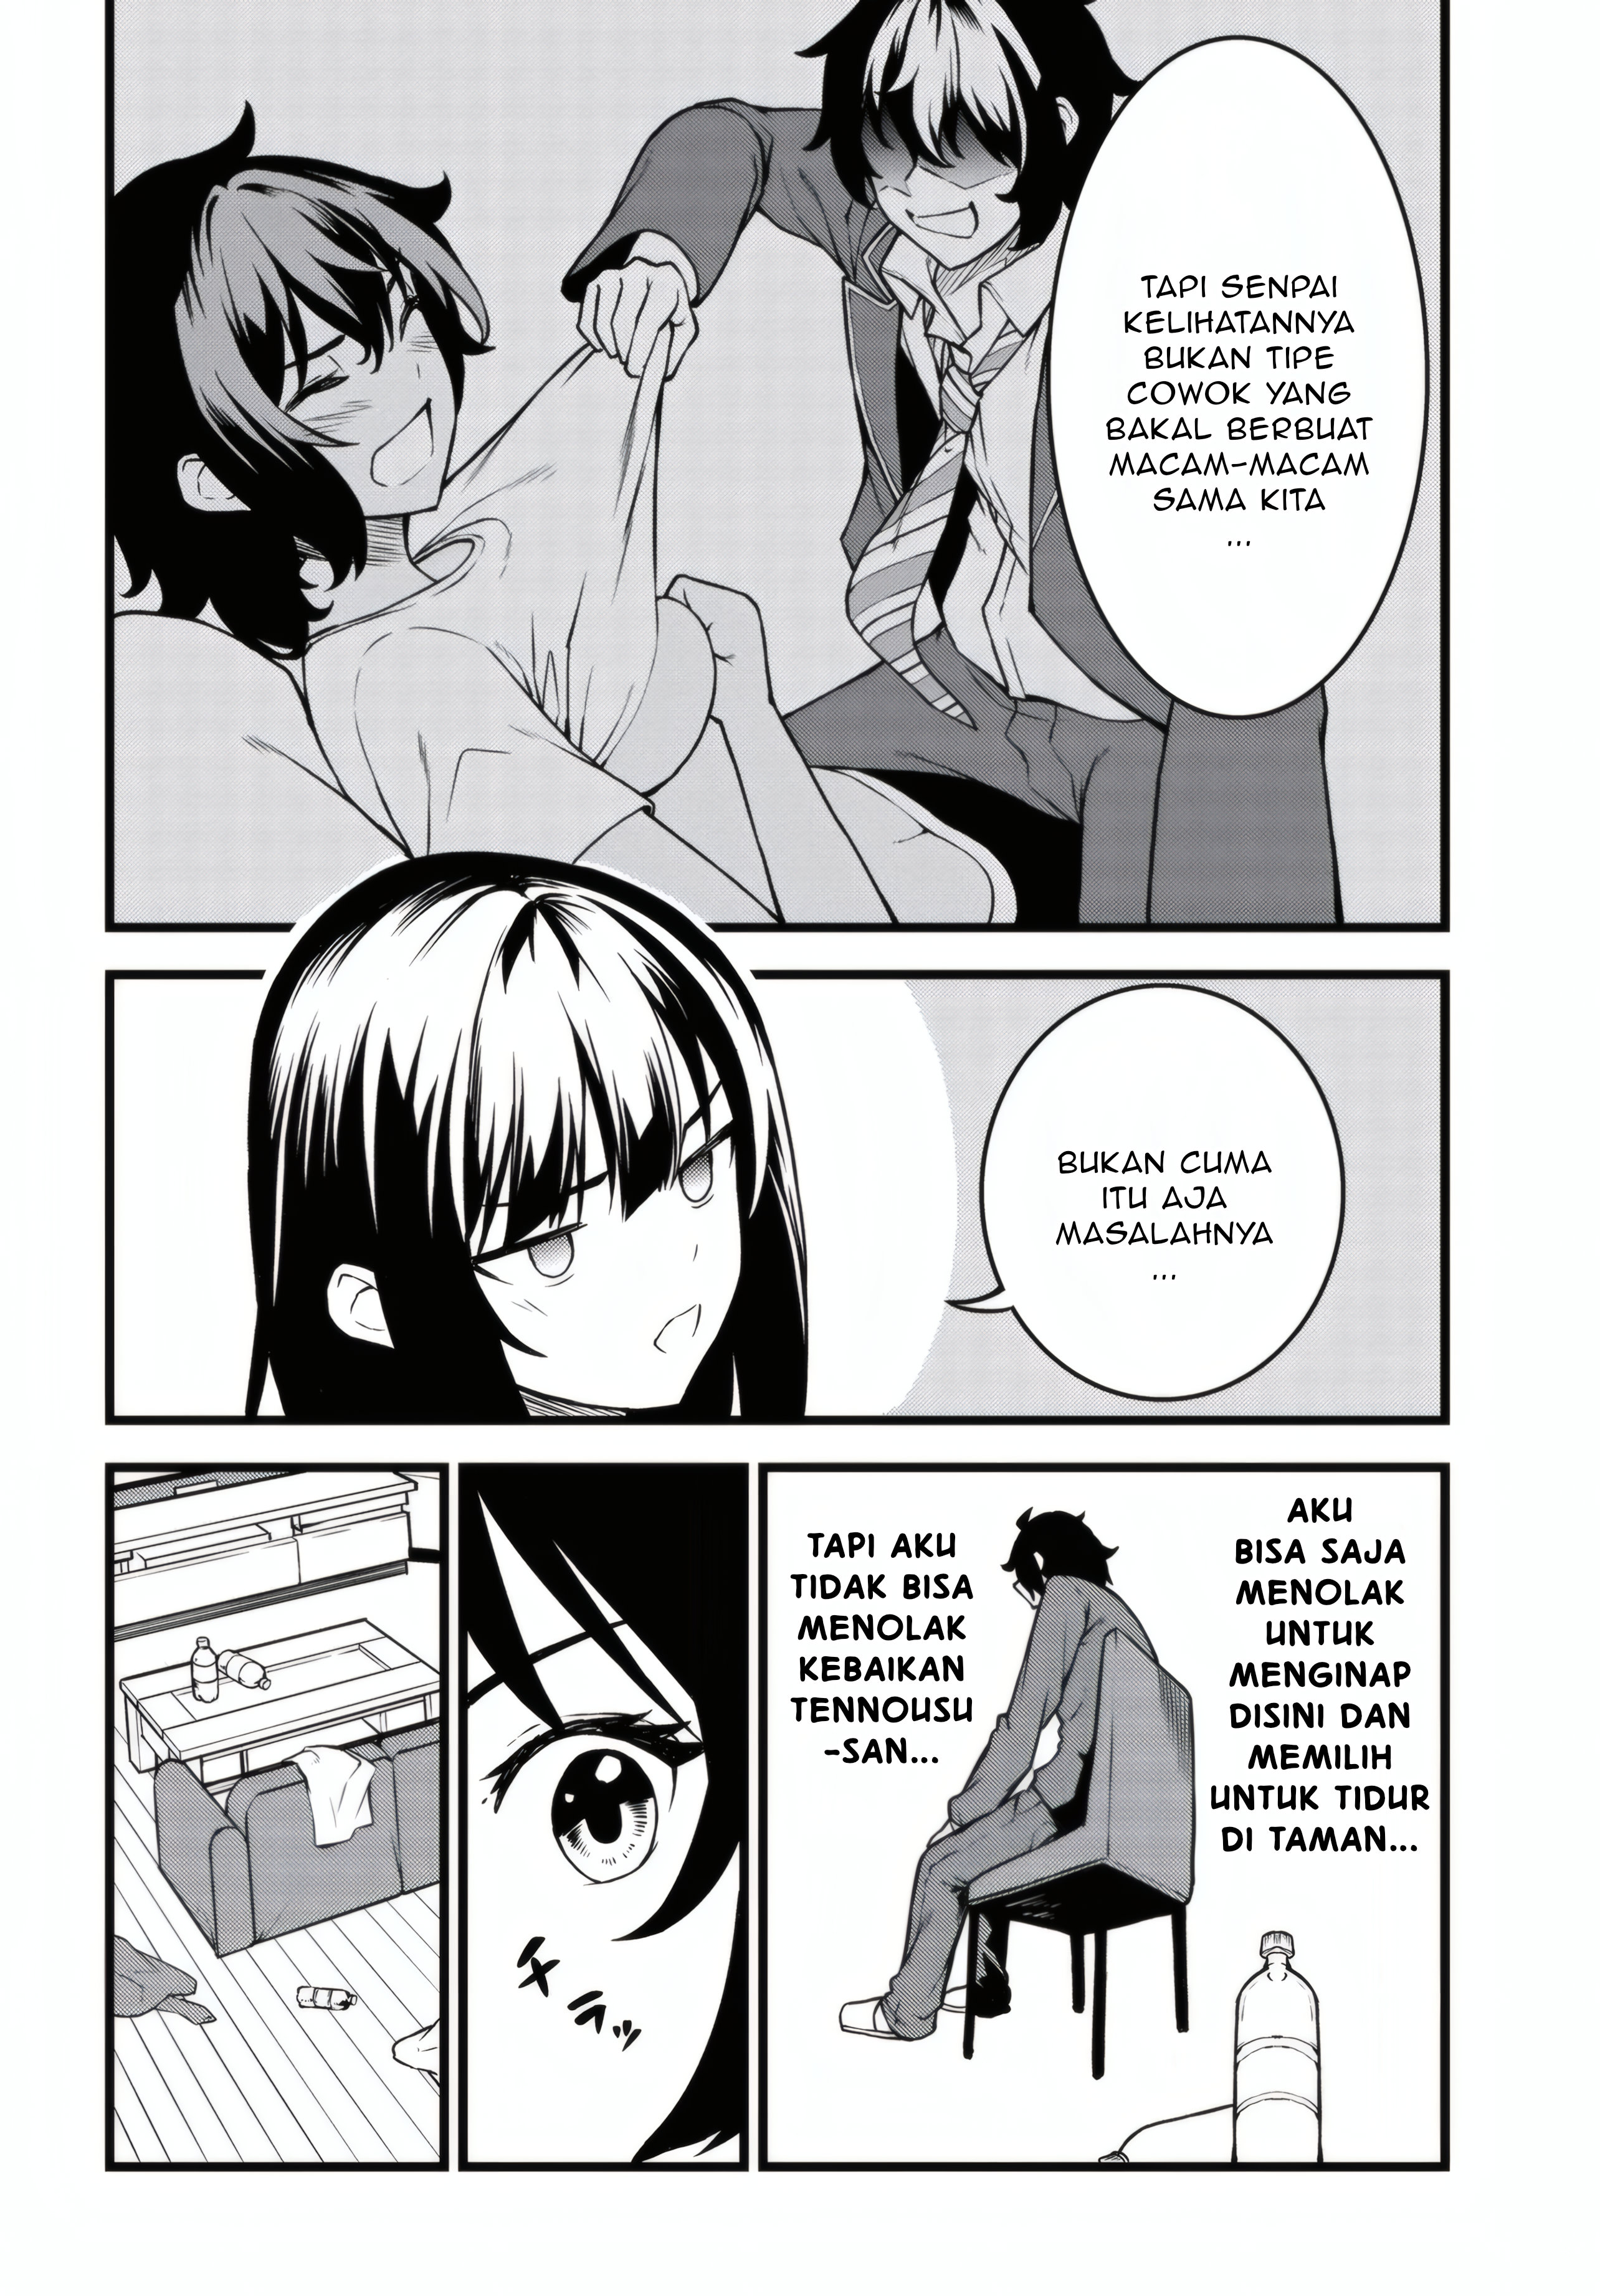 TAPI SENPAI
KELIHATANNYA
BUKAN TIPE
COWOK YANG
BAKAL BERBUAT
MACAM-MACAM
SAMA KITA
...
BUKAN CUMA
ITU AJA
MASALAHNYA
...
AKU
BISA SAJA
MENOLAK
UNTUK
MENGINAP
DISINI DAN
MEMILIH
UNTUK TIDUR
DI TAMAN...
TAPI AKU
TIDAK BISA
MENOLAK
KEBAIKAN
TENNOUSU
-SAN...
チラッ